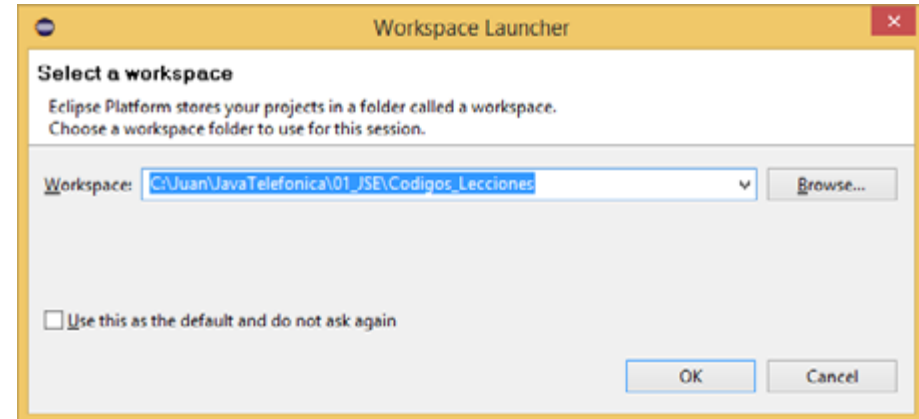 Workspace Launcher
Select a workspace
Eclipse Platform stores your projects in a folder called a workspace.
Choose a workspace folder to use for this session.
Workspace: C:\Juan\JavaTelefonica\01_JSE\Codigos_Lecciones Browse...
Use this as the default and do not ask again
OK Cancel